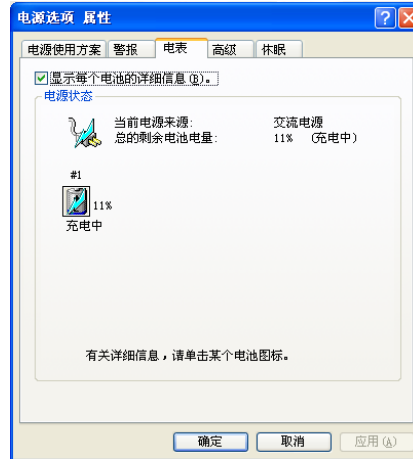 电源选项 属性
电源使用方案 警报 电表 高级 休眠
显示每个电池的详细信息(B)。
电源状态
当前电源来源: 交流电源
总的剩余电池电量: 11% (充电中)
#1
11%
充电中
有关详细信息，请单击某个电池图标。
确定 取消 应用(A)